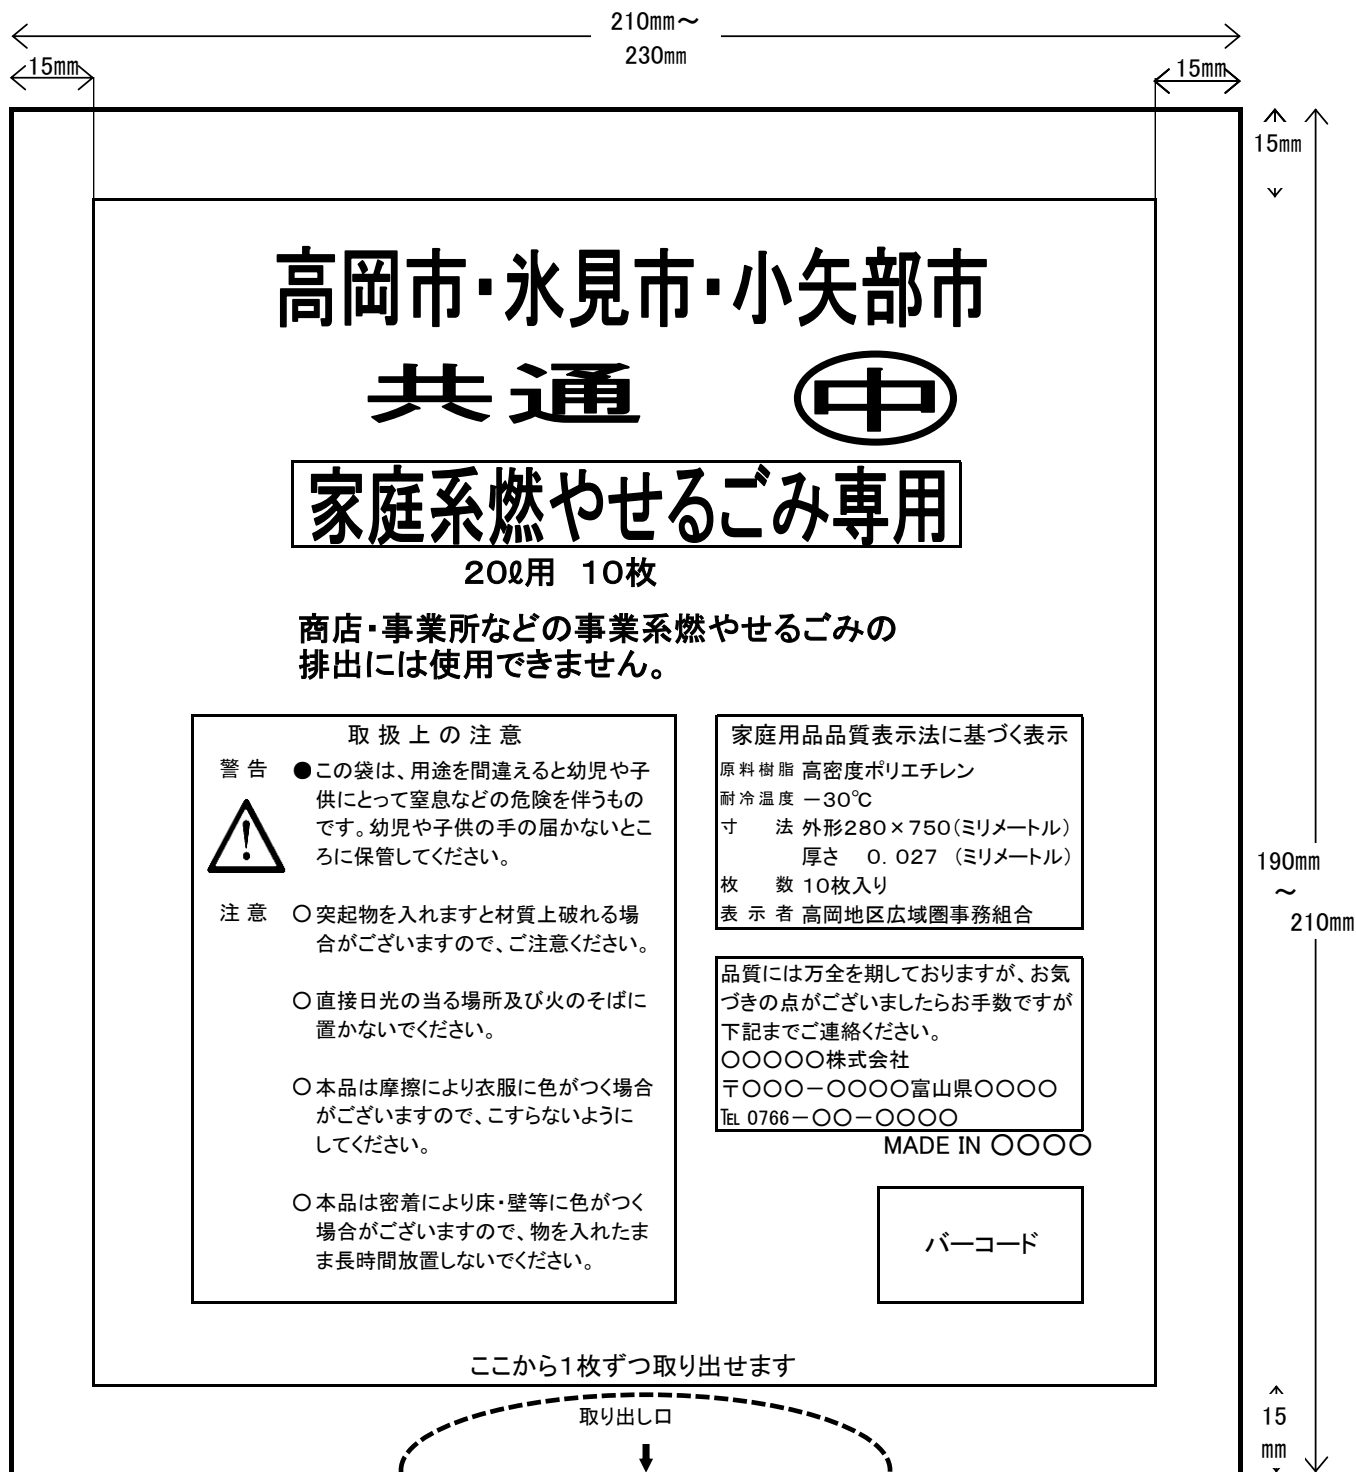 210mm～
230mm
15mm
15mm
15mm
高岡市・氷見市・小矢部市
共通 中
家庭系燃やせるごみ専用
20ℓ用 10枚
商店・事業所などの事業系燃やせるごみの
排出には使用できません。
取扱上の注意
警告 ●この袋は、用途を間違えると幼児や子
供にとって窒息などの危険を伴うもの
です。幼児や子供の手の届かないとこ
ろに保管してください。
注意 ○突起物を入れますと材質上破れる場
合がございますので、ご注意ください。
○直接日光の当る場所及び火のそばに
置かないでください。
○本品は摩擦により衣服に色がつく場合
がございますので、こすらないように
してください。
○本品は密着により床・壁等に色がつく
場合がございますので、物を入れたま
ま長時間放置しないでください。
家庭用品品質表示法に基づく表示
原料樹脂 高密度ポリエチレン
耐冷温度 －30℃
寸法 外形280×750(ミリメートル)
厚さ 0.027 (ミリメートル)
枚数 10枚入り
表示者 高岡地区広域圏事務組合
品質には万全を期しておりますが、お気
づきの点がございましたらお手数ですが
下記までご連絡ください。
○○○○○株式会社
〒○○○－○○○○富山県○○○○
℡ 0766－○○－○○○○
MADE IN ○○○○
バーコード
190mm
～
210mm
ここから1枚ずつ取り出せます
取り出し口
15
mm